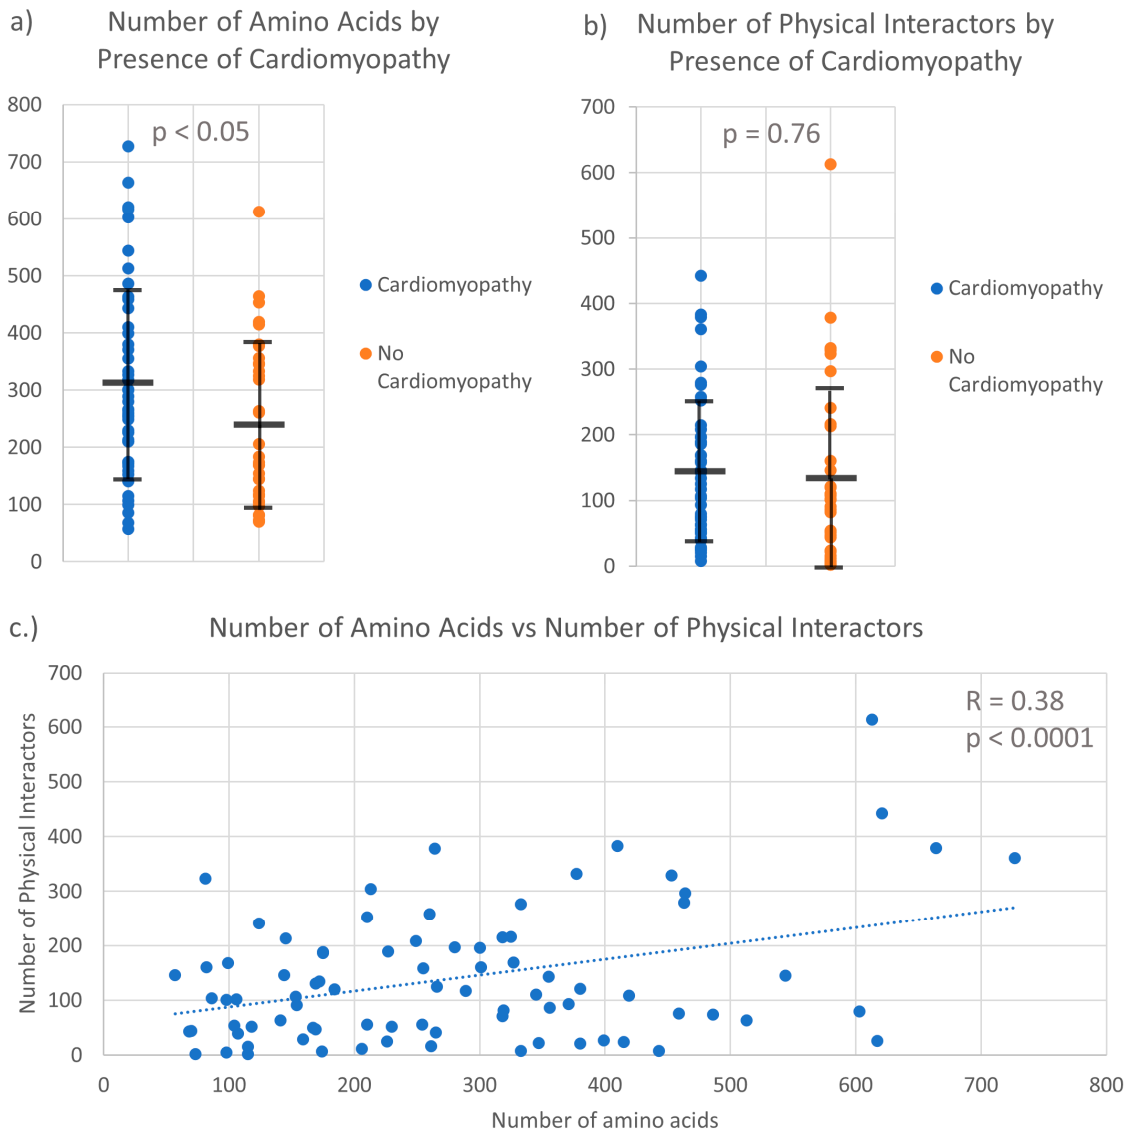 a)
Number of Amino Acids by
Presence of Cardiomyopathy
800
700
600
500
400
300
200
100
0
p < 0.05
Cardiomyopathy
No
Cardiomyopathy
b)
Number of Physical Interactors by
Presence of Cardiomyopathy
700
600
500
400
300
200
100
0
p = 0.76
Cardiomyopathy
No
Cardiomyopathy
c.)
Number of Amino Acids vs Number of Physical Interactors
Number of Physical Interactors
700
600
500
400
300
200
100
0
R = 0.38
p < 0.0001
0 100 200 300 400 500 600 700 800
Number of amino acids